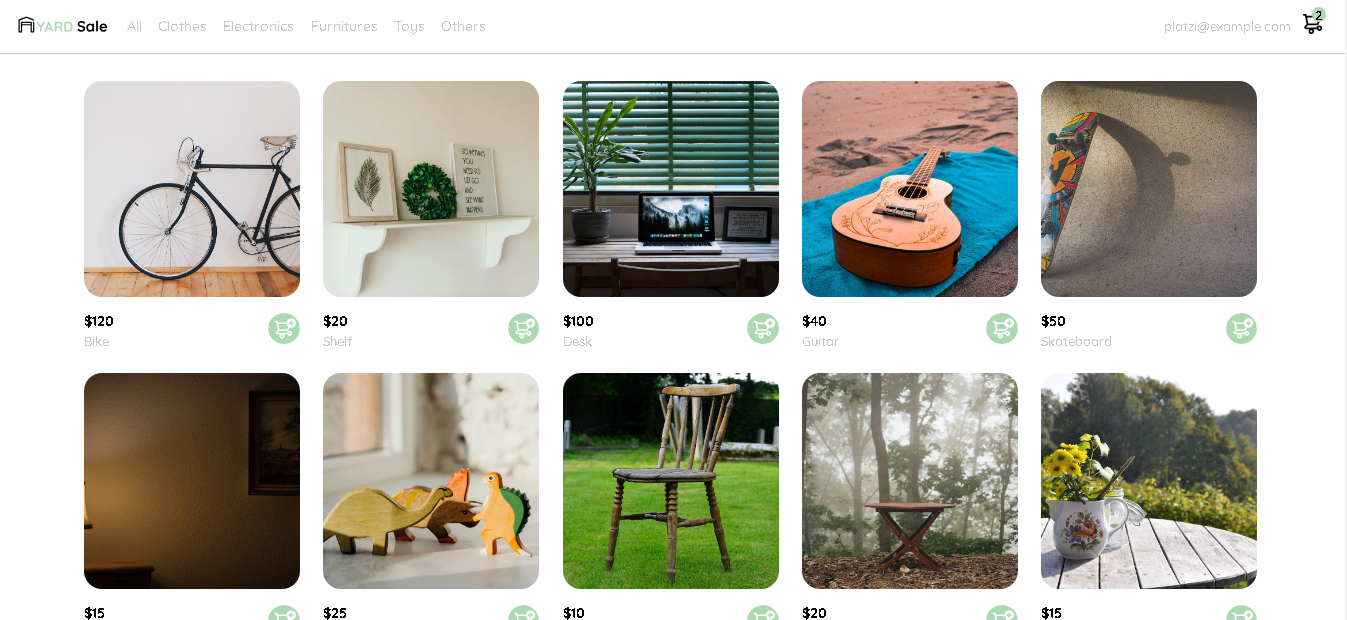 YARD Sale All Clothes Electronics Furnitures Toys Others platzi@example.com 2
SOMETIMES
YOU
NEED TO
LET GO
AND
SEE WHAT
HAPPENS
$120 $20 $100 $40 $50
Bike Shelf Desk Guitar Skateboard
$15 $25 $10 $20 $15